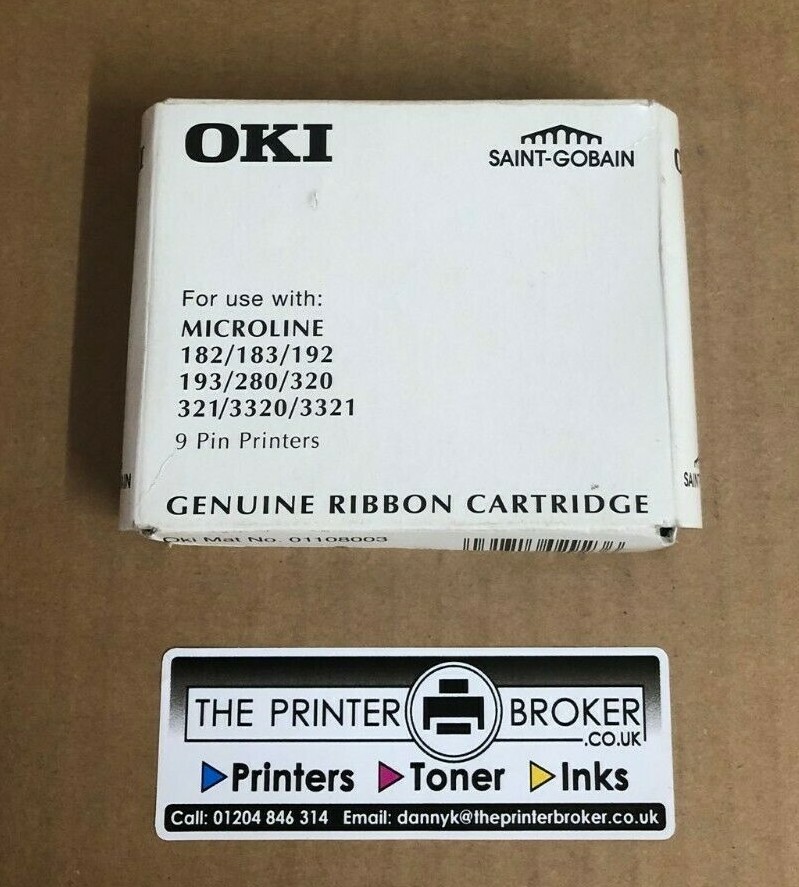 OKI
SAINT-GOBAIN
For use with:
MICROLINE
182/183/192
193/280/320
321/3320/3321
9 Pin Printers
GENUINE RIBBON CARTRIDGE
Oki Mat No. 01108003
THE PRINTER BROKER
.CO.UK
Printers Toner Inks
Call: 01204 846 314 Email: dannyk@theprinterbroker.co.uk